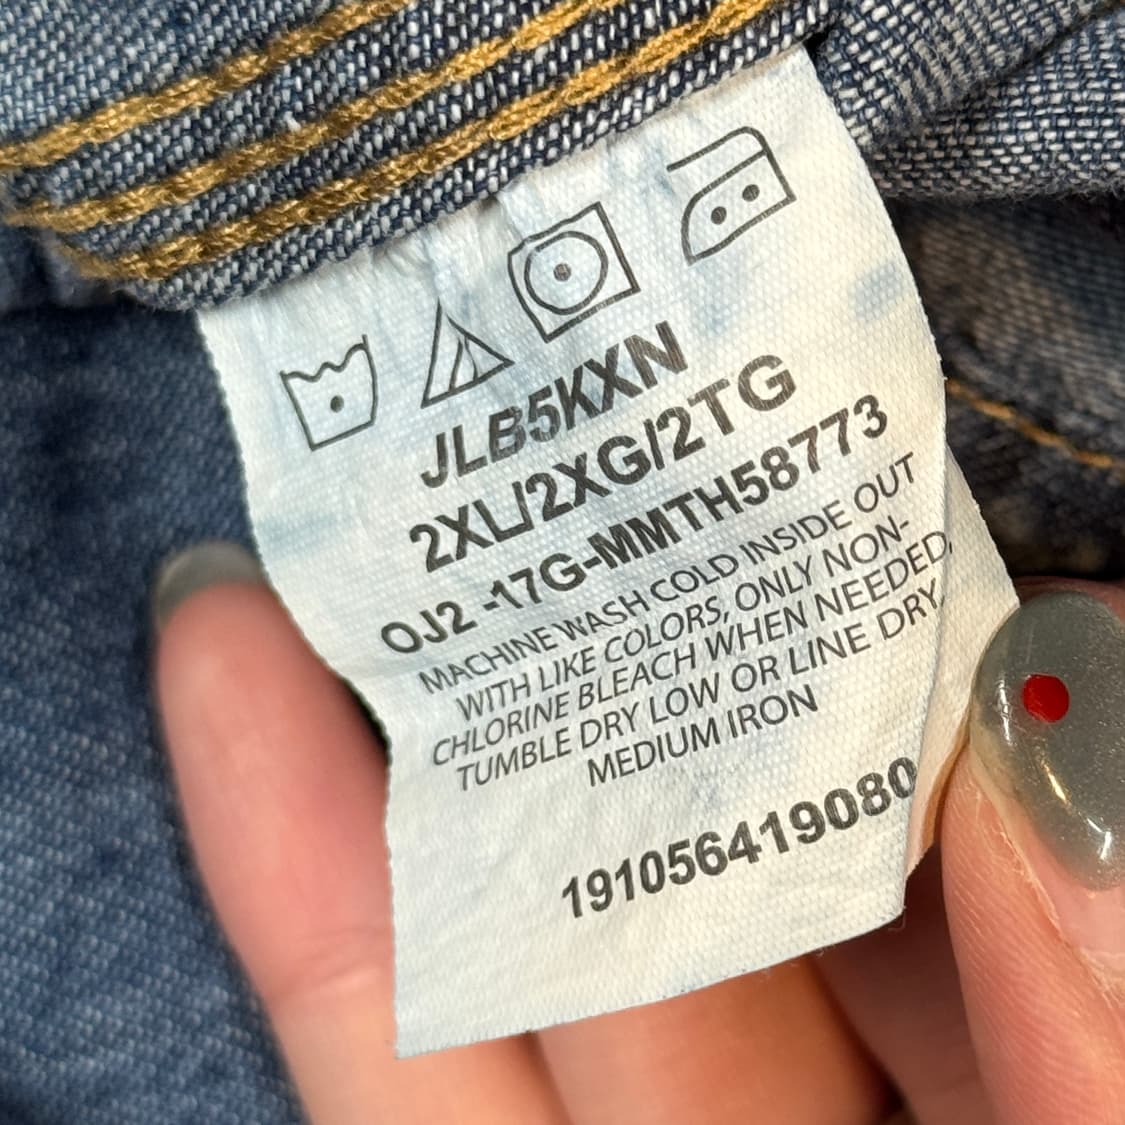 JLB5KXN
2XL/2XG/2TG
OJ2 -17G-MMTH58773
MACHINE WASH COLD INSIDE OUT
WITH LIKE COLORS, ONLY NON-
CHLORINE BLEACH WHEN NEEDED,
TUMBLE DRY LOW OR LINE DRY,
MEDIUM IRON
191056419080